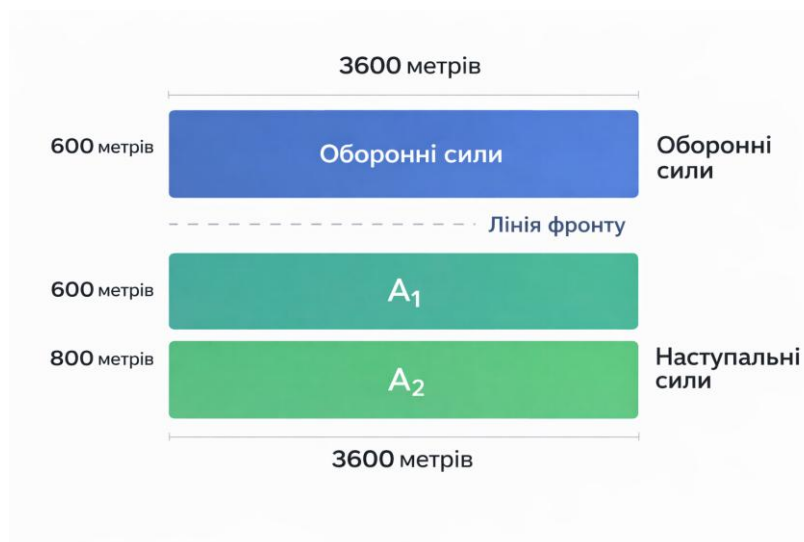 3600 метрів
600 метрів
Оборонні сили
Оборонні
сили
Лінія фронту
600 метрів
A₁
800 метрів
A₂
Наступальні
сили
3600 метрів